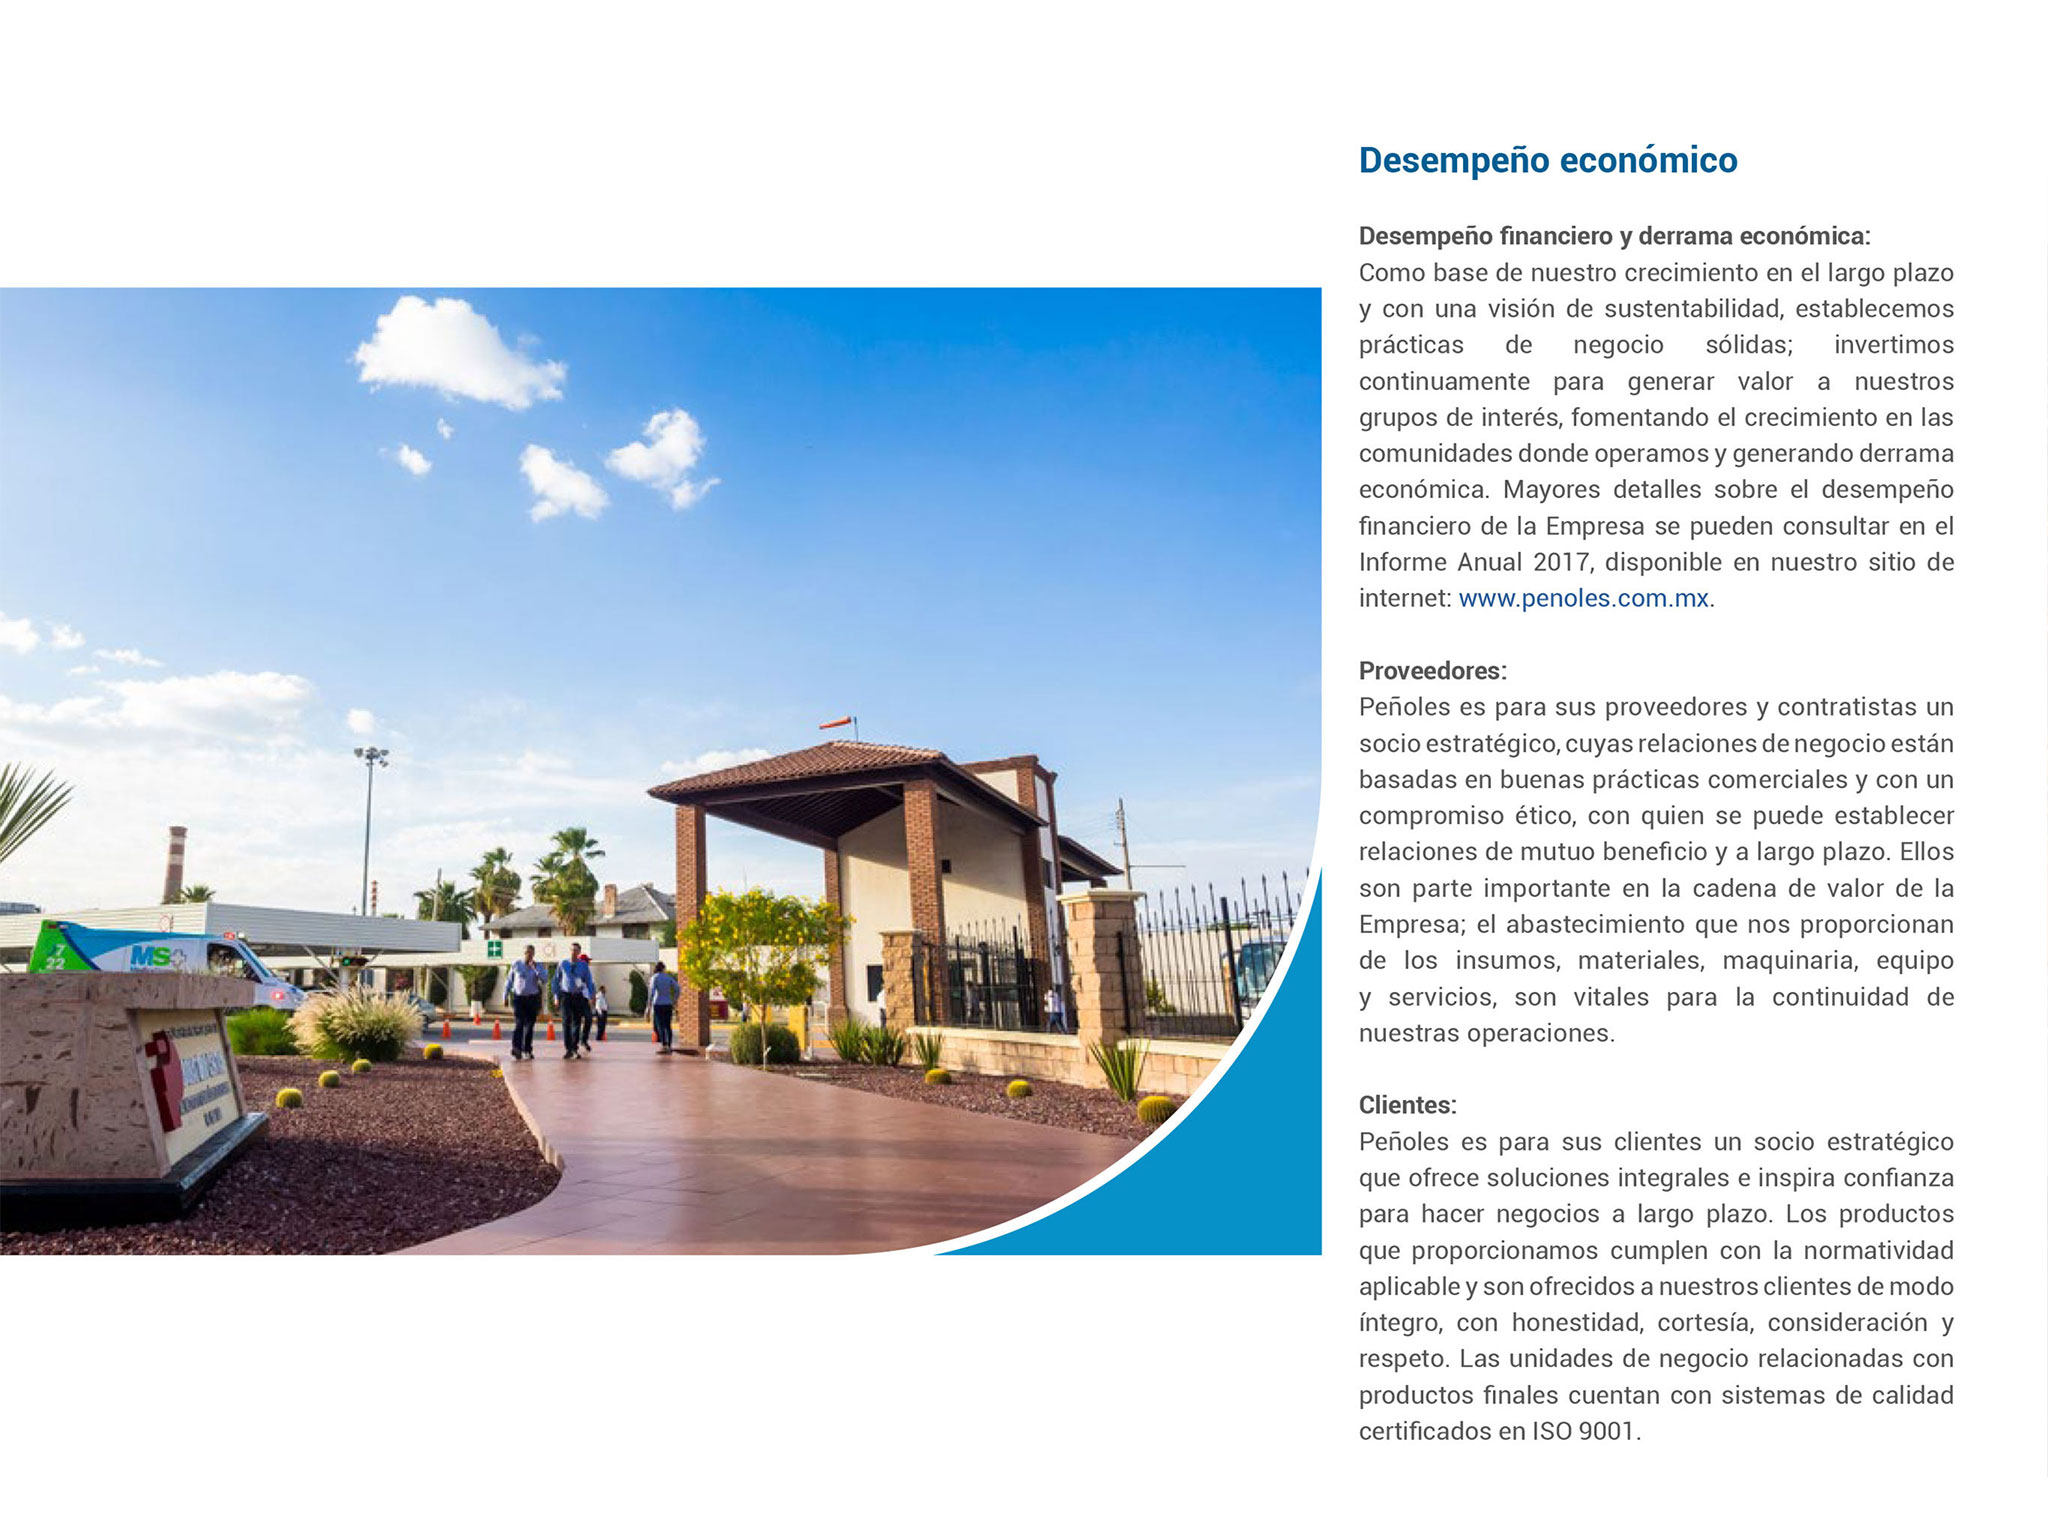 Desempeño económico
Desempeño financiero y derrama económica:
Como base de nuestro crecimiento en el largo plazo
y con una visión de sustentabilidad, establecemos
prácticas de negocio sólidas; invertimos
continuamente para generar valor a nuestros
grupos de interés, fomentando el crecimiento en las
comunidades donde operamos y generando derrama
económica. Mayores detalles sobre el desempeño
financiero de la Empresa se pueden consultar en el
Informe Anual 2017, disponible en nuestro sitio de
internet: www.penoles.com.mx.
Proveedores:
Peñoles es para sus proveedores y contratistas un
socio estratégico, cuyas relaciones de negocio están
basadas en buenas prácticas comerciales y con un
compromiso ético, con quien se puede establecer
relaciones de mutuo beneficio y a largo plazo. Ellos
son parte importante en la cadena de valor de la
Empresa; el abastecimiento que nos proporcionan
de los insumos, materiales, maquinaria, equipo
y servicios, son vitales para la continuidad de
nuestras operaciones.
Clientes:
Peñoles es para sus clientes un socio estratégico
que ofrece soluciones integrales e inspira confianza
para hacer negocios a largo plazo. Los productos
que proporcionamos cumplen con la normatividad
aplicable y son ofrecidos a nuestros clientes de modo
íntegro, con honestidad, cortesía, consideración y
respeto. Las unidades de negocio relacionadas con
productos finales cuentan con sistemas de calidad
certificados en ISO 9001.
7
22
MS+